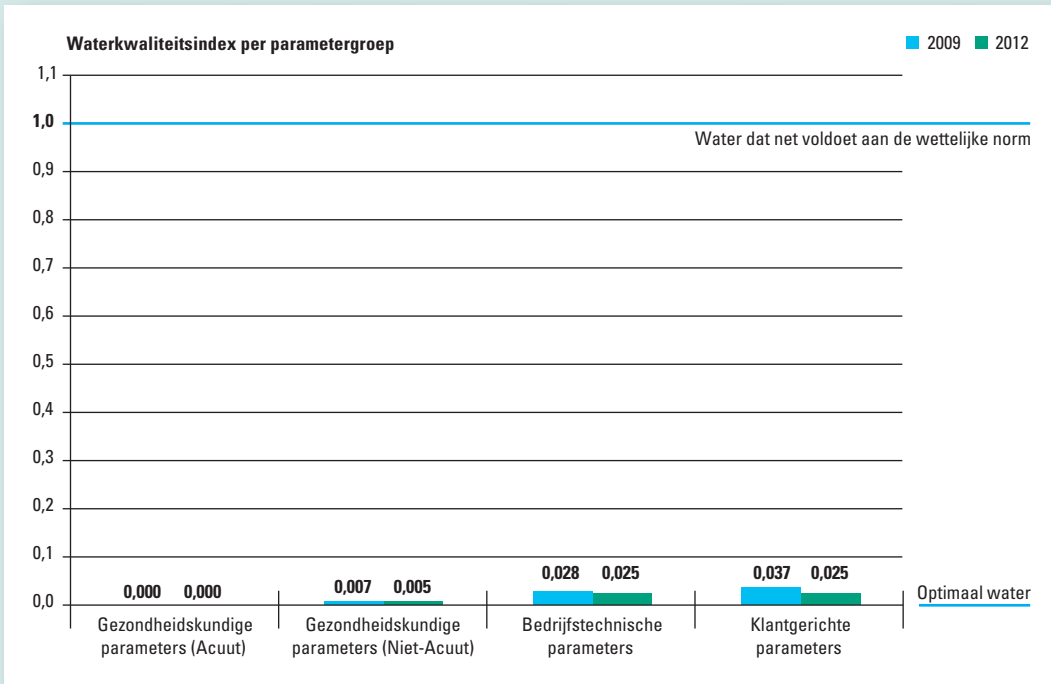 Waterkwaliteitsindex per parametergroep
2009 2012
1,1
1,0
Water dat net voldoet aan de wettelijke norm
0,9
0,8
0,7
0,6
0,5
0,4
0,3
0,2
0,1
0,000 0,000 0,007 0,005 0,028 0,025 0,037 0,025
0,0
Optimaal water
Gezondheidskundige
parameters (Acuut)
Gezondheidskundige
parameters (Niet-Acuut)
Bedrijfstechnische
parameters
Klantgerichte
parameters